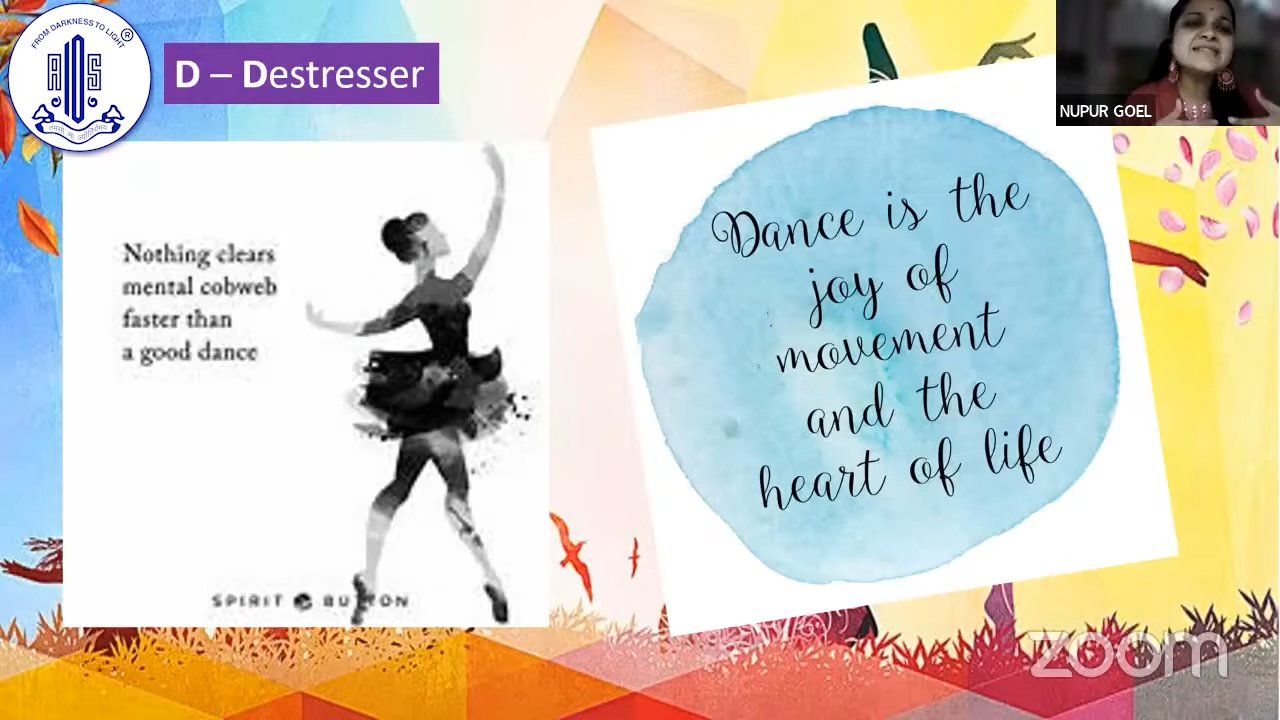 FROM DARKNESS TO LIGHT
®
AIOS
D – Destresser
NUPUR GOEL
Nothing clears
mental cobweb
faster than
a good dance
SPIRIT BUTTON
Dance is the
joy of
movement
and the
heart of life
zoom